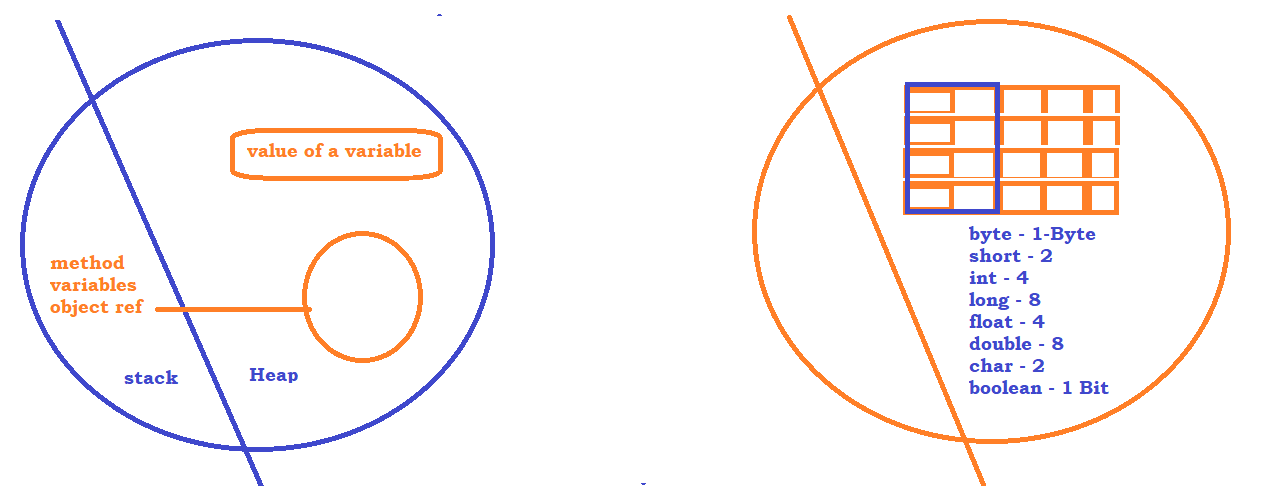 value of a variable
method
variables
object ref
stack
Heap
byte - 1-Byte
short - 2
int - 4
long - 8
float - 4
double - 8
char - 2
boolean - 1 Bit